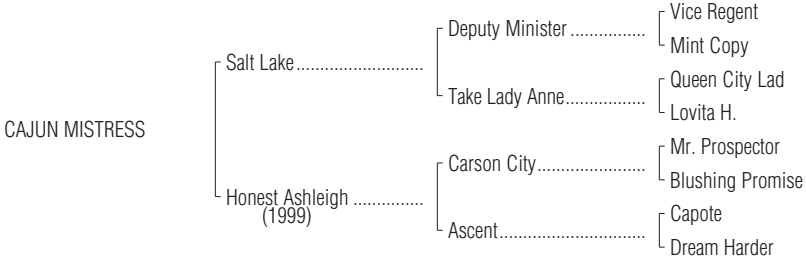 Vice Regent
Deputy Minister ................
Mint Copy
Salt Lake...........................
Queen City Lad
Take Lady Anne.................
Lovita H.
CAJUN MISTRESS
Mr. Prospector
Carson City.......................
Blushing Promise
Honest Ashleigh ...............
(1999)
Capote
Ascent...............................
Dream Harder